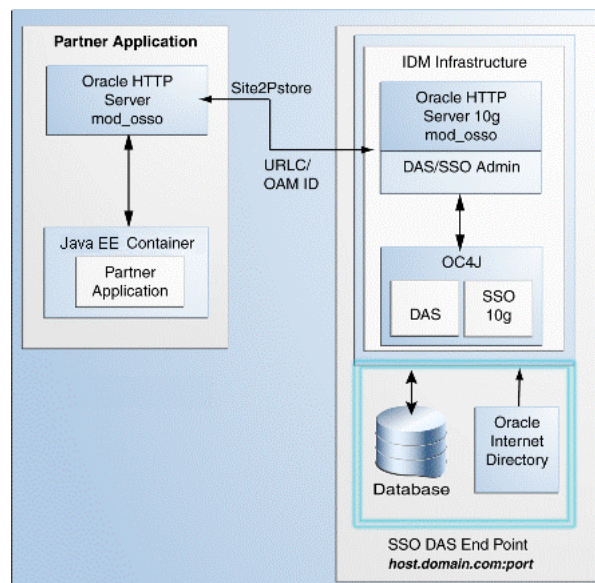 Partner Application
Oracle HTTP
Server
mod_osso
Java EE Container
Partner
Application
Site2Pstore
URLC/
OAM ID
IDM Infrastructure
Oracle HTTP
Server 10g
mod_osso
DAS/SSO Admin
OC4J
DAS
SSO
10g
Database
Oracle
Internet
Directory
SSO DAS End Point
host.domain.com:port